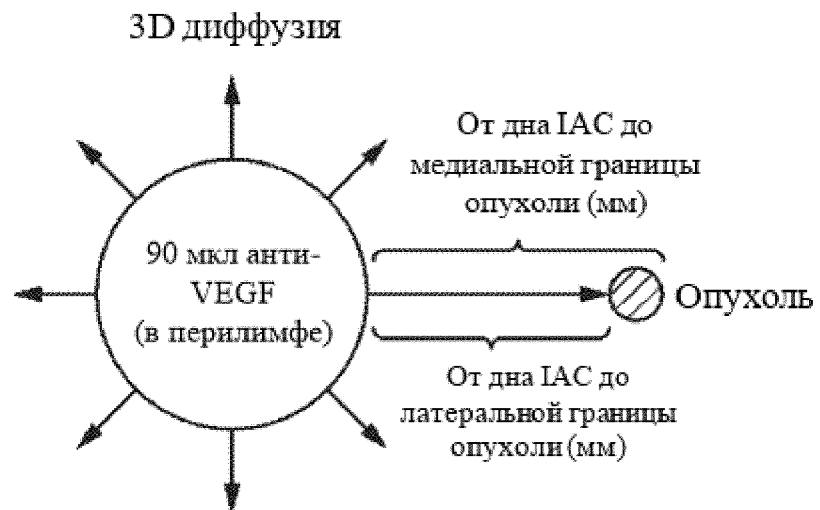 3D диффузия
От дна IAC до
медиальной границы
опухоли (мм)
90 мкл анти-
VEGF
(в перилимфе)
Опухоль
От дна IAC до
латеральной границы
опухоли (мм)